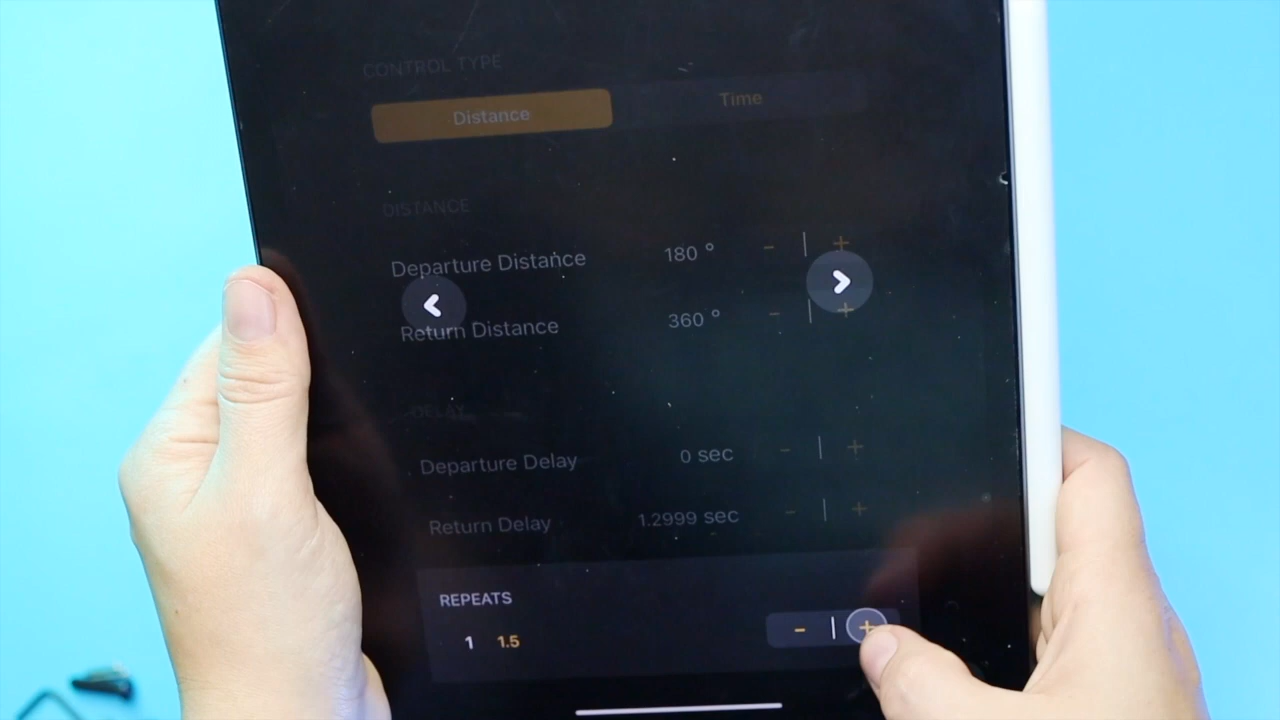 CONTROL TYPE
Distance Time
DISTANCE
Departure Distance 180 ° - | +
Return Distance 360 ° - | +
DELAY
Departure Delay 0 sec - | +
Return Delay 1.2999 sec - | +
REPEATS
1 1.5 - | +